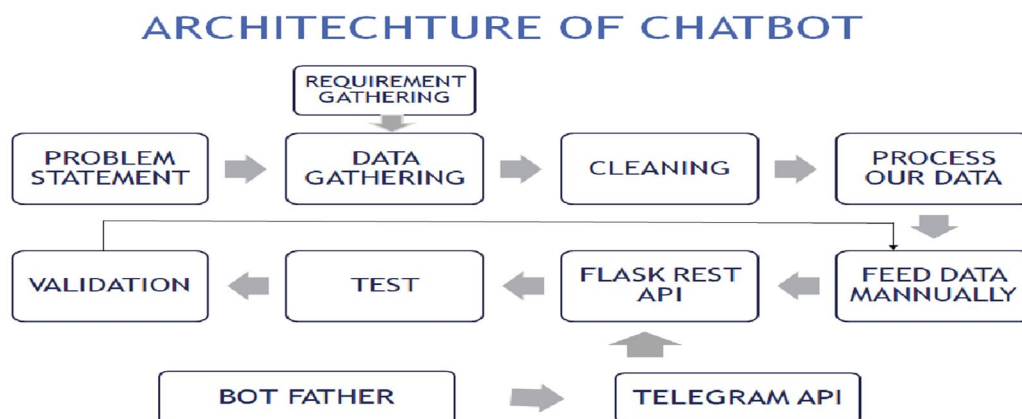 ARCHITECHTURE OF CHATBOT
REQUIREMENT
GATHERING
PROBLEM
STATEMENT
DATA
GATHERING
CLEANING
PROCESS
OUR DATA
VALIDATION
TEST
FLASK REST
API
FEED DATA
MANNUALLY
BOT FATHER
TELEGRAM API